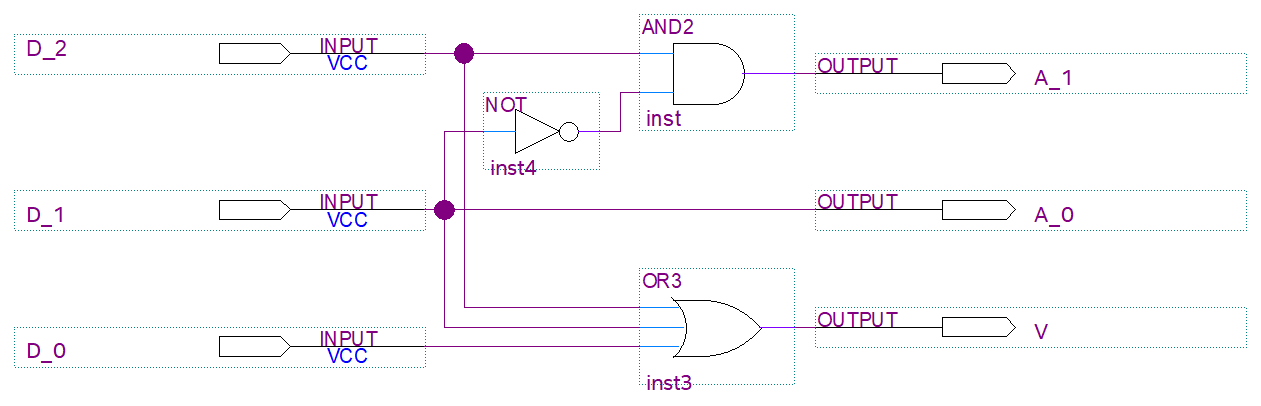 AND2
D_2
INPUT
VCC
OUTPUT
A_1
NOT
inst
inst4
D_1
INPUT
VCC
OUTPUT
A_0
OR3
D_0
INPUT
VCC
OUTPUT
V
inst3